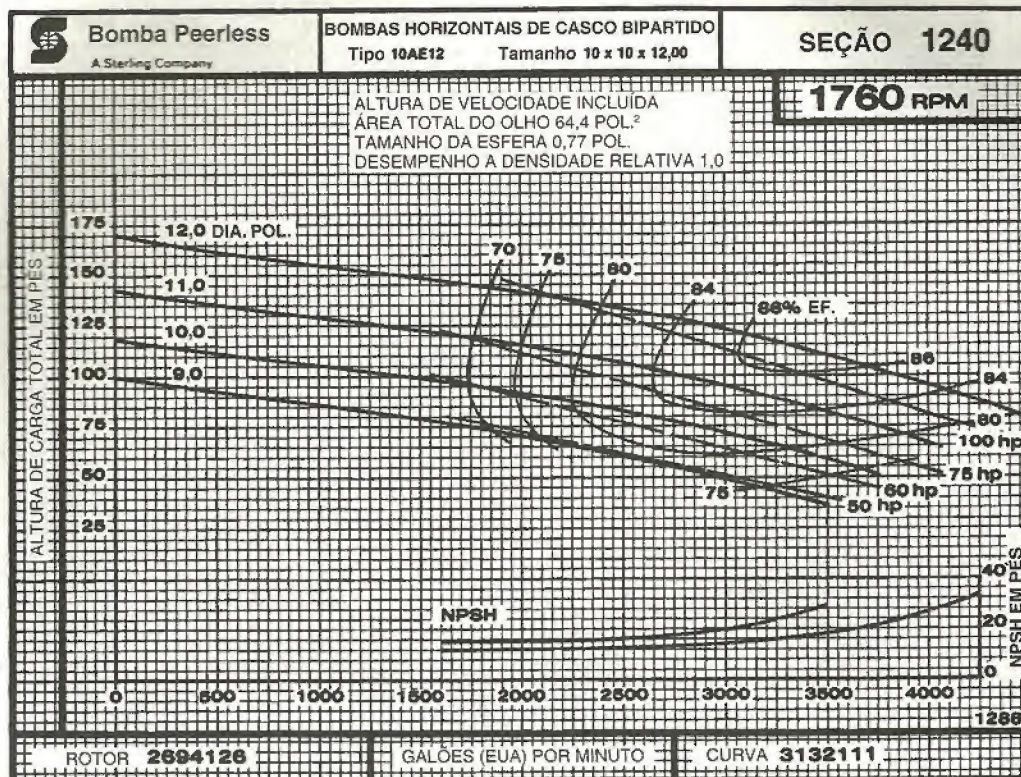 Bomba Peerless
A Sterling Company
BOMBAS HORIZONTAIS DE CASCO BIPARTIDO
Tipo 10AE12 Tamanho 10 x 10 x 12,00
SEÇÃO 1240
1760 RPM
ALTURA DE VELOCIDADE INCLUÍDA
ÁREA TOTAL DO OLHO 64,4 POL.²
TAMANHO DA ESFERA 0,77 POL.
DESEMPENHO A DENSIDADE RELATIVA 1,0
ALTURA DE CARGA TOTAL EM PÉS
175
150
125
100
75
50
25
12,0 DIA. POL.
11,0
10,0
9,0
70
75
80
84
86% EF.
86
84
80
100 hp
75 hp
60 hp
50 hp
75
NPSH
40
20
0
NPSH EM PÉS
0
500
1000
1500
2000
2500
3000
3500
4000
1288
ROTOR 2694126
GALÕES (EUA) POR MINUTO
CURVA 3132111